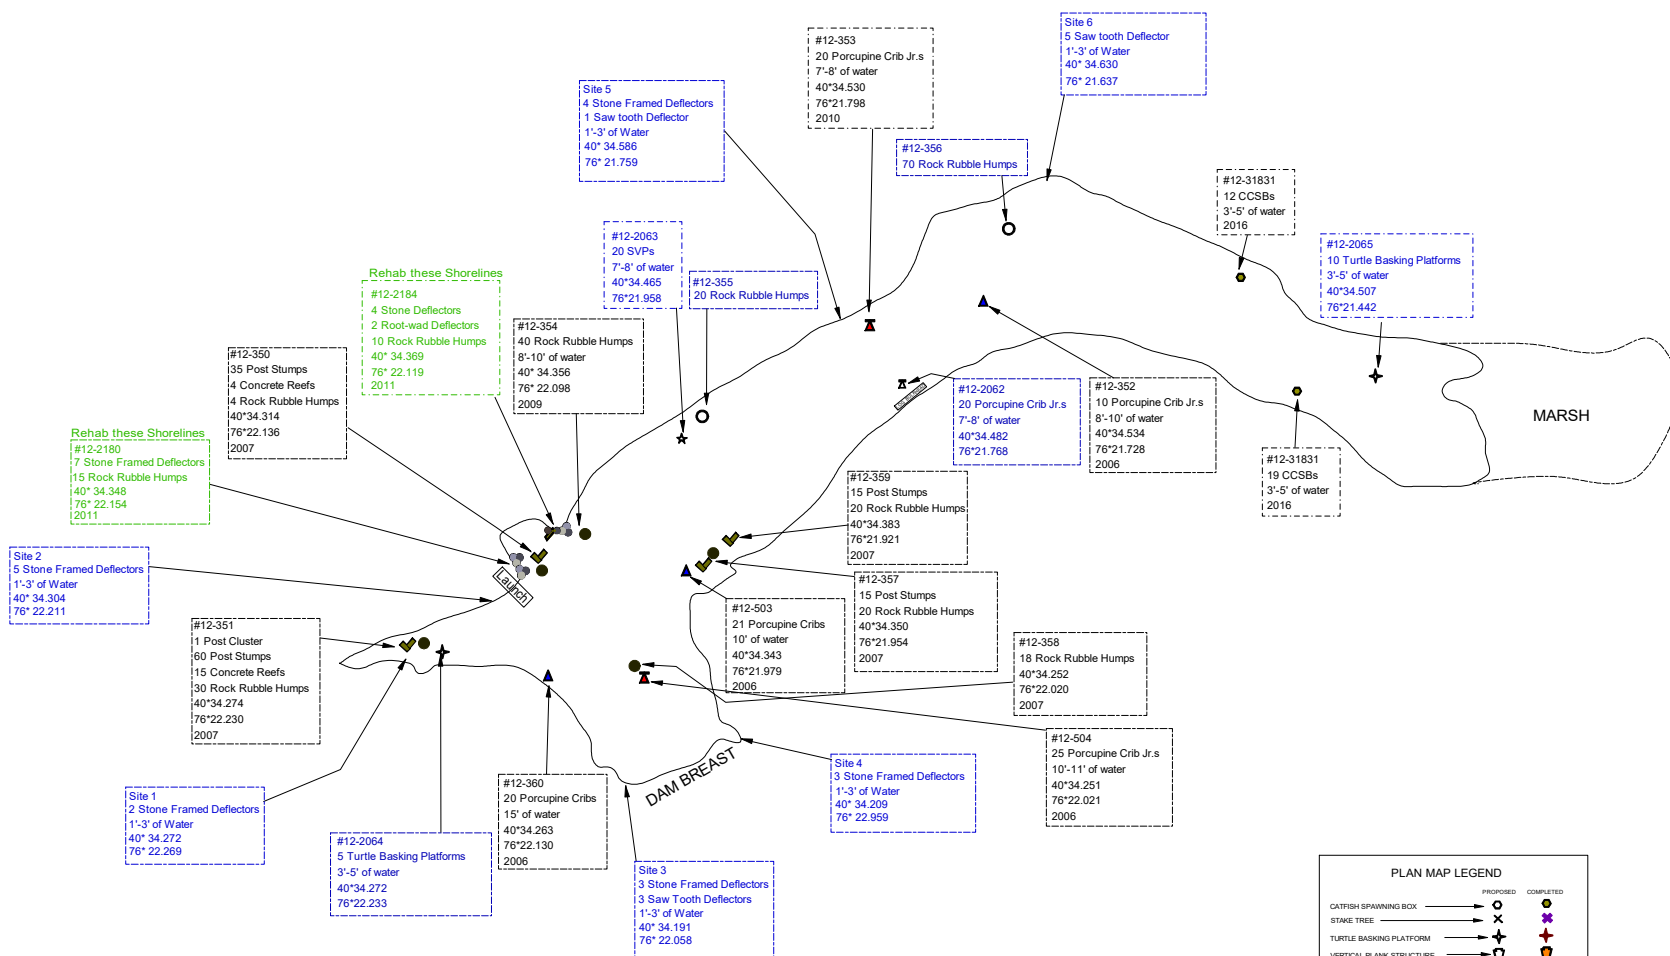 Site 6
5 Saw tooth Deflector
1'-3' of Water
40* 34.630
76* 21.637
#12-353
20 Porcupine Crib Jr.s
7'-8' of water
40*34.530
76*21.798
2010
Site 5
4 Stone Framed Deflectors
1 Saw tooth Deflector
1'-3' of Water
40* 34.586
76* 21.759
#12-356
70 Rock Rubble Humps
#12-31831
12 CCSBs
3'-5' of water
2016
#12-2065
10 Turtle Basking Platforms
3'-5' of water
40*34.507
76*21.442
#12-2063
20 SVPs
7'-8' of water
40*34.465
76*21.958
#12-355
20 Rock Rubble Humps
Rehab these Shorelines
#12-2184
4 Stone Deflectors
2 Root-wad Deflectors
10 Rock Rubble Humps
40* 34.369
76* 22.119
2011
#12-354
40 Rock Rubble Humps
8'-10' of water
40* 34.356
76* 22.098
2009
#12-350
35 Post Stumps
4 Concrete Reefs
4 Rock Rubble Humps
40*34.314
76*22.136
2007
#12-2062
20 Porcupine Crib Jr.s
7'-8' of water
40*34.482
76*21.768
#12-352
10 Porcupine Crib Jr.s
8'-10' of water
40*34.534
76*21.728
2006
MARSH
Rehab these Shorelines
#12-2180
7 Stone Framed Deflectors
15 Rock Rubble Humps
40* 34.348
76* 22.154
2011
#12-31831
19 CCSBs
3'-5' of water
2016
#12-359
15 Post Stumps
20 Rock Rubble Humps
40*34.383
76*21.921
2007
Site 2
5 Stone Framed Deflectors
1'-3' of Water
40* 34.304
76* 22.211
Launch
#12-357
15 Post Stumps
20 Rock Rubble Humps
40*34.350
76*21.954
2007
#12-503
21 Porcupine Cribs
10' of water
40*34.343
76*21.979
2006
#12-351
1 Post Cluster
60 Post Stumps
15 Concrete Reefs
30 Rock Rubble Humps
40*34.274
76*22.230
2007
#12-358
18 Rock Rubble Humps
40*34.252
76*22.020
2007
#12-504
25 Porcupine Crib Jr.s
10'-11' of water
40*34.251
76*22.021
2006
DAM BREAST
Site 4
3 Stone Framed Deflectors
1'-3' of Water
40* 34.209
76* 22.959
#12-360
20 Porcupine Cribs
15' of water
40*34.263
76*22.130
2006
Site 1
2 Stone Framed Deflectors
1'-3' of Water
40* 34.272
76* 22.269
#12-2064
5 Turtle Basking Platforms
3'-5' of water
40*34.272
76*22.233
Site 3
3 Stone Framed Deflectors
3 Saw Tooth Deflectors
1'-3' of Water
40* 34.191
76* 22.058
PLAN MAP LEGEND
PROPOSED COMPLETED
CATFISH SPAWNING BOX
STAKE TREE
TURTLE BASKING PLATFORM
VERTICAL PLANK STRUCTURE